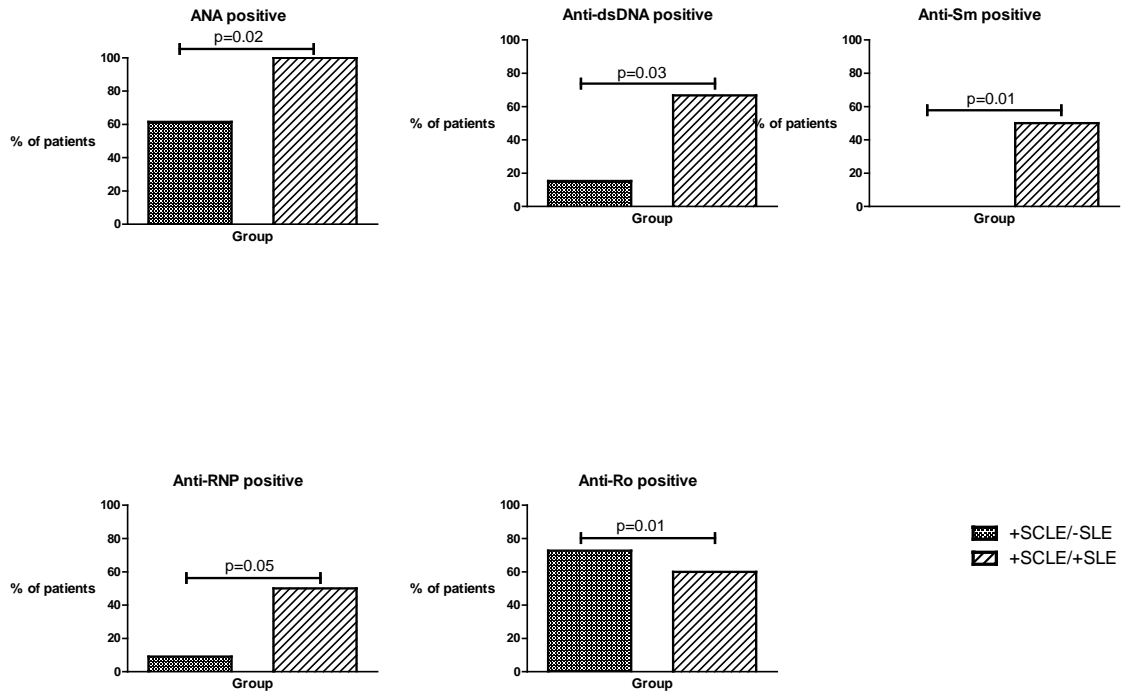 ANA positive
p=0.02
100
80
60
40
20
0
% of patients
Group
Anti-dsDNA positive
p=0.03
100
80
60
40
20
0
% of patients
Group
Anti-Sm positive
p=0.01
100
80
60
40
20
0
% of patients
Group
Anti-RNP positive
p=0.05
100
80
60
40
20
0
% of patients
Group
Anti-Ro positive
p=0.01
100
80
60
40
20
0
% of patients
Group
+SCLE/-SLE
+SCLE/+SLE